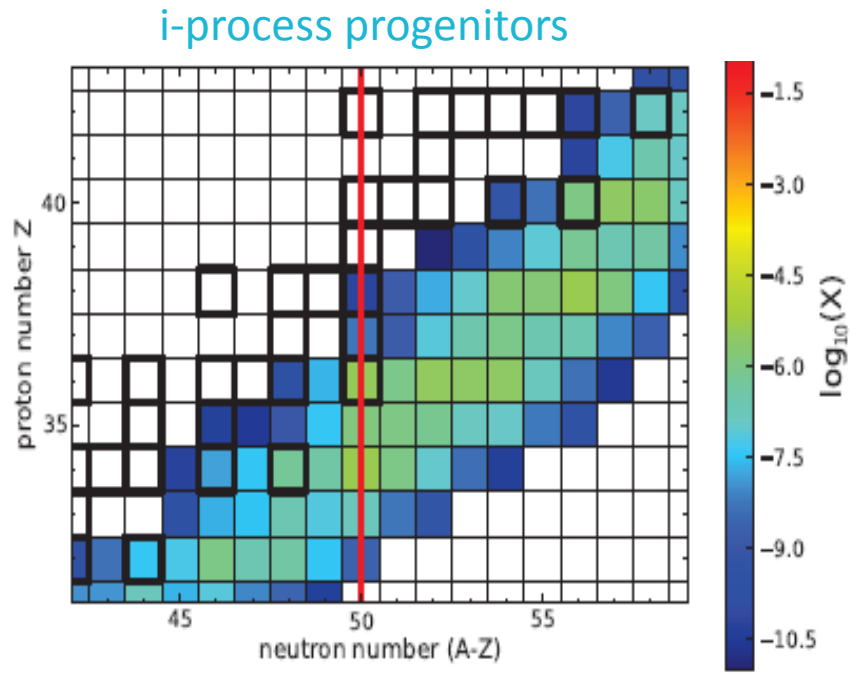 i-process progenitors
40
35
proton number Z
45 50 55
neutron number (A-Z)
−1.5
−3.0
−4.5
−6.0
−7.5
−9.0
−10.5
log₁₀(X)